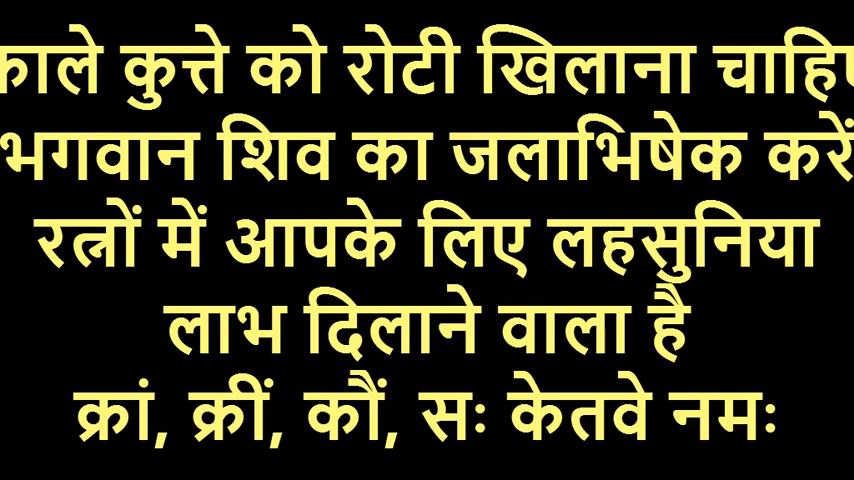 काले कुत्ते को रोटी खिलाना चाहिए
भगवान शिव का जलाभिषेक करें
रत्नों में आपके लिए लहसुनिया
लाभ दिलाने वाला है
क्रां, क्रीं, कौं, सः केतवे नमः